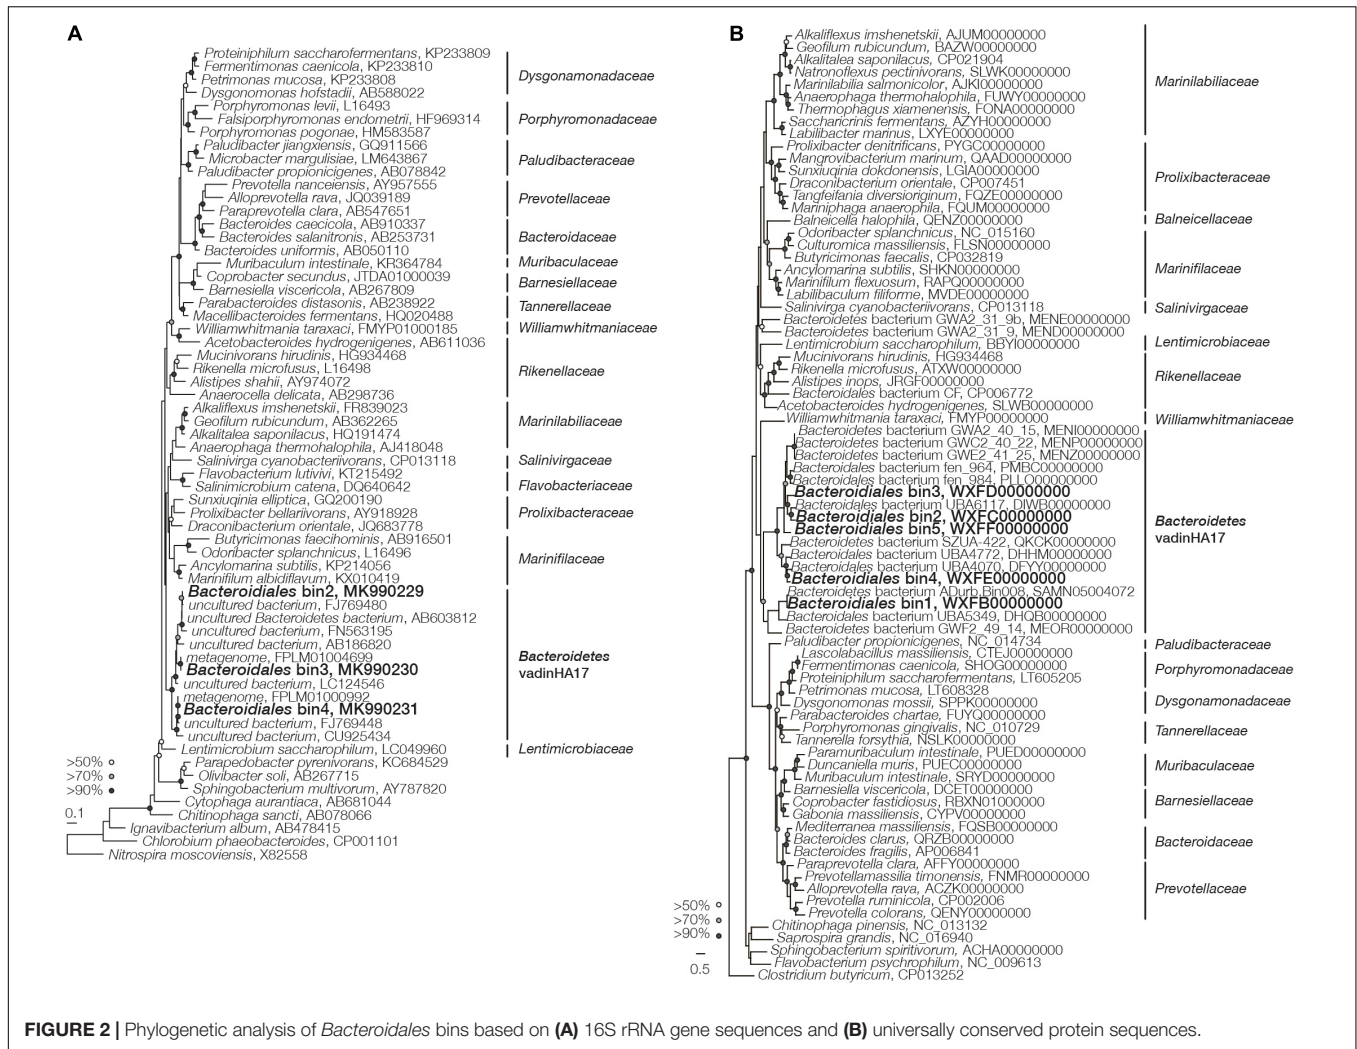 A
Proteiniphilum saccharofermentans, KP233809
Fermentimonas caenicola, KP233810
Petrimonas mucosa, KP233808
Dysgonomonas hofstadii, AB588022
Dysgonamonadaceae
Porphyromonas levii, L16493
Falsiporphyromonas endometrii, HF969314
Porphyromonas pogonae, HM583587
Porphyromonadaceae
Paludibacter jiangxiensis, GQ911566
Microbacter margulisiae, LM643867
Paludibacter propionicigenes, AB078842
Paludibacteraceae
Prevotella nanceiensis, AY957555
Alloprevotella rava, JQ039189
Paraprevotella clara, AB547651
Prevotellaceae
Bacteroides caecicola, AB910337
Bacteroides salanitronis, AB253731
Bacteroides uniformis, AB050110
Bacteroidaceae
Muribaculum intestinale, KR364784
Muribaculaceae
Coprobacter secundus, JTDA01000039
Barnesiella viscericola, AB267809
Barnesiellaceae
Parabacteroides distasonis, AB238922
Macellibacteroides fermentans, HQ020488
Tannerellaceae
Williamwhitmania taraxaci, FMYP01000185
Williamwhitmaniaceae
Acetobacteroides hydrogenigenes, AB611036
Mucinivorans hirudinis, HG934468
Rikenella microfusus, L16498
Alistipes shahii, AY974072
Anaerocella delicata, AB298736
Rikenellaceae
Alkaliflexus imshenetskii, FR839023
Geofilum rubicundum, AB362265
Alkalitalea saponilacus, HQ191474
Anaerophaga thermohalophila, AJ418048
Marinilabiliaceae
Salinivirga cyanobacteriivorans, CP013118
Salinivirgaceae
Flavobacterium lutivivi, KT215492
Salinimicrobium catena, DQ640642
Flavobacteriaceae
Sunxiuqinia elliptica, GQ200190
Prolixibacter bellariivorans, AY918928
Draconibacterium orientale, JQ683778
Prolixibacteraceae
Butyricimonas faecihominis, AB916501
Odoribacter splanchnicus, L16496
Ancylomarina subtilis, KP214056
Marinifilum albidiflavum, KX010419
Marinifilaceae
Bacteroidiales bin2, MK990229
uncultured bacterium, FJ769480
uncultured Bacteroidetes bacterium, AB603812
uncultured bacterium, FN563195
uncultured bacterium, AB186820
metagenome, FPLM01004699
Bacteroidales bin3, MK990230
uncultured bacterium, LC124546
metagenome, FPLM01000992
Bacteroidiales bin4, MK990231
uncultured bacterium, FJ769448
uncultured bacterium, CU925434
Bacteroidetes
vadinHA17
Lentimicrobium saccharophilum, LC049960
Lentimicrobiaceae
Parapedobacter pyrenivorans, KC684529
Olivibacter soli, AB267715
Sphingobacterium multivorum, AY787820
Cytophaga aurantiaca, AB681044
Chitinophaga sancti, AB078066
Ignavibacterium album, AB478415
Chlorobium phaeobacteroides, CP001101
Nitrospira moscoviensis, X82558
>50%
>70%
>90%
0.1
B
Alkaliflexus imshenetskii, AJUM00000000
Geofilum rubicundum, BAZW00000000
Alkalitalea saponilacus, CP021904
Natronoflexus pectinivorans, SLWK00000000
Marinilabilia salmonicolor, AJKI00000000
Anaerophaga thermohalophila, FUWY00000000
Thermophagus xiamenensis, FONA00000000
Saccharicrinis fermentans, AZYH00000000
Labilibacter marinus, LXYE00000000
Marinilabiliaceae
Prolixibacter denitrificans, PYGC00000000
Mangrovibacterium marinum, QAAD00000000
Sunxiuqinia dokdonensis, LGIA00000000
Draconibacterium orientale, CP007451
Tangfeifania diversioriginum, FQZE00000000
Mariniphaga anaerophila, FQUM00000000
Prolixibacteraceae
Balneicella halophila, QENZ00000000
Balneicellaceae
Odoribacter splanchnicus, NC_015160
Culturomica massiliensis, FLSN00000000
Butyricimonas faecalis, CP032819
Ancylomarina subtilis, SHKN00000000
Marinifilum flexuosum, RAPQ00000000
Labilibaculum filiforme, MVDE00000000
Marinifilaceae
Salinivirga cyanobacteriivorans, CP013118
Salinivirgaceae
Bacteroidetes bacterium GWA2_31_9b, MENE00000000
Bacteroidetes bacterium GWA2_31_9, MEND00000000
Lentimicrobium saccharophilum, BBYI00000000
Lentimicrobiaceae
Mucinivorans hirudinis, HG934468
Rikenella microfusus, ATXW00000000
Alistipes inops, JRGF00000000
Bacteroidales bacterium CF, CP006772
Rikenellaceae
Acetobacteroides hydrogenigenes, SLWB00000000
Williamwhitmania taraxaci, FMYP00000000
Williamwhitmaniaceae
Bacteroidetes bacterium GWA2_40_15, MENI00000000
Bacteroidetes bacterium GWC2_40_22, MENP00000000
Bacteroidetes bacterium GWE2_41_25, MENZ00000000
Bacteroidales bacterium fen_964, PMBC00000000
Bacteroidales bacterium fen_984, PLLO00000000
Bacteroidiales bin3, WXFD00000000
Bacteroidales bacterium UBA6117, DIWB00000000
Bacteroidiales bin2, WXFC00000000
Bacteroidiales bin5, WXFF00000000
Bacteroidetes bacterium SZUA-422, QKCK00000000
Bacteroidales bacterium UBA4772, DHHM00000000
Bacteroidales bacterium UBA4070, DFYY00000000
Bacteroidiales bin4, WXFE00000000
Bacteroidetes bacterium ADurb.Bin008, SAMN05004072
Bacteroidiales bin1, WXFB00000000
Bacteroidales bacterium UBA5349, DHQB00000000
Bacteroidetes bacterium GWF2_49_14, MEOR00000000
Bacteroidetes
vadinHA17
Paludibacter propionicigenes, NC_014734
Paludibacteraceae
Lascolabacillus massiliensis, CTEJ00000000
Fermentimonas caenicola, SHOG00000000
Proteiniphilum saccharofermentans, LT605205
Petrimonas mucosa, LT608328
Porphyromonadaceae
Dysgonomonas mossii, SPPK00000000
Dysgonamonadaceae
Parabacteroides chartae, FUYQ00000000
Porphyromonas gingivalis, NC_010729
Tannerella forsythia, NSLK00000000
Tannerellaceae
Paramuribaculum intestinale, PUED00000000
Duncaniella muris, PUEC00000000
Muribaculum intestinale, SRYD00000000
Muribaculaceae
Barnesiella viscericola, DCET00000000
Coprobacter fastidiosus, RBXN01000000
Gabonia massiliensis, CYPV00000000
Barnesiellaceae
Mediterranea massiliensis, FQSB00000000
Bacteroides clarus, QRZB00000000
Bacteroides fragilis, AP006841
Bacteroidaceae
Paraprevotella clara, AFFY00000000
Prevotellamassilia timonensis, FNMR00000000
Alloprevotella rava, ACZK00000000
Prevotella ruminicola, CP002006
Prevotella colorans, QENY00000000
Prevotellaceae
Chitinophaga pinensis, NC_013132
Saprospira grandis, NC_016940
Sphingobacterium spiritivorum, ACHA00000000
Flavobacterium psychrophilum, NC_009613
Clostridium butyricum, CP013252
>50%
>70%
>90%
0.5
FIGURE 2 | Phylogenetic analysis of Bacteroidales bins based on (A) 16S rRNA gene sequences and (B) universally conserved protein sequences.